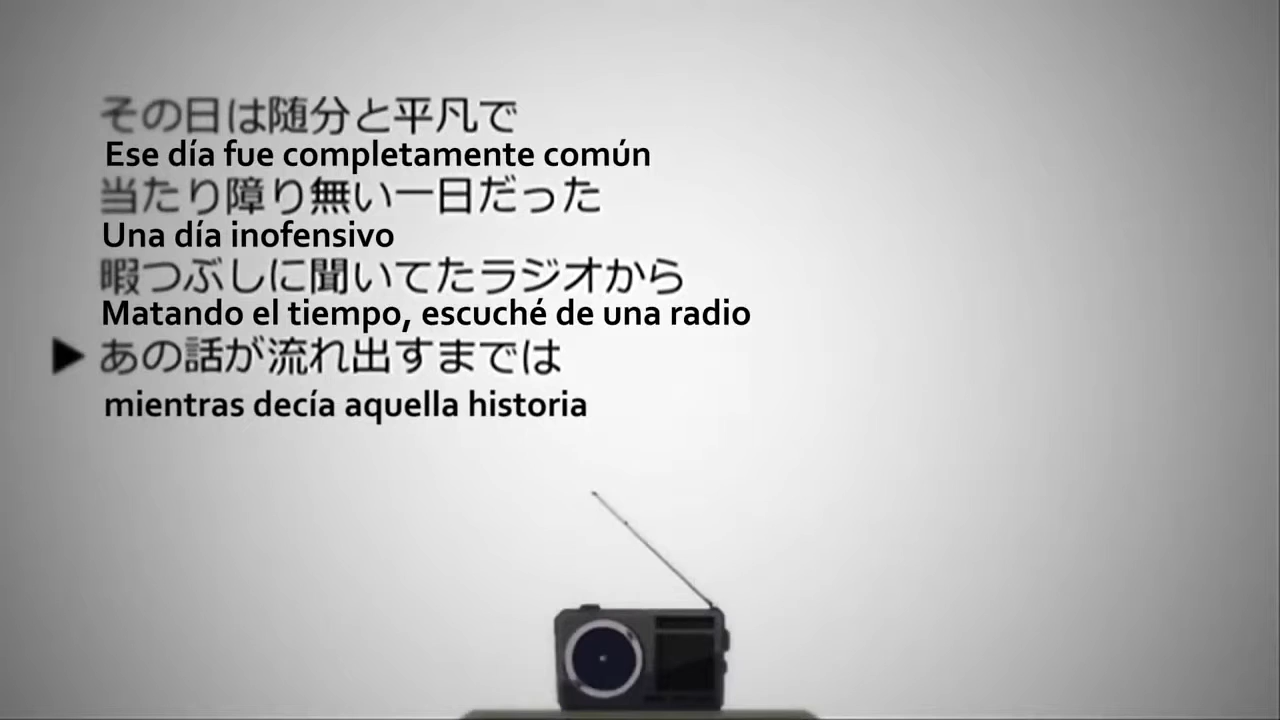 その日は随分と平凡で
Ese día fue completamente común
当たり障り無い一日だった
Una día inofensivo
暇つぶしに聞いてたラジオから
Matando el tiempo, escuché de una radio
▶ あの話が流れ出すまでは
mientras decía aquella historia